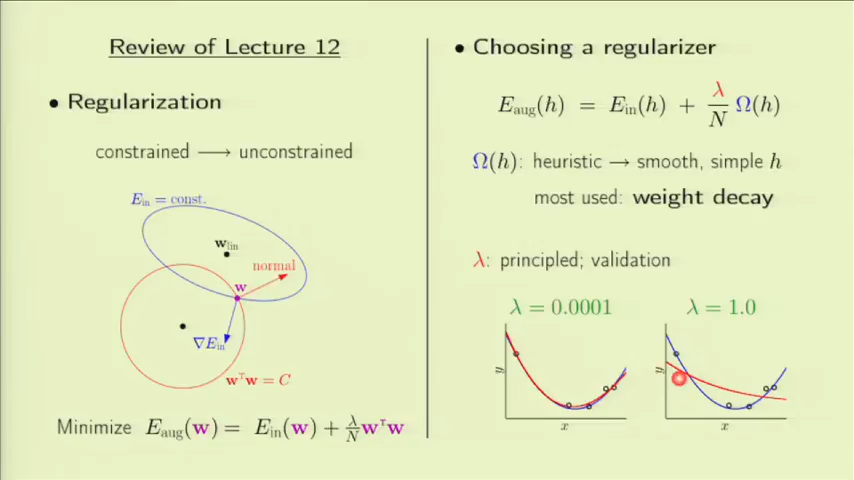 Review of Lecture 12
• Regularization
constrained ⟶ unconstrained
E_in = const.
w_lin
normal
w
∇E_in
wᵀw = C
Minimize E_aug(w) = E_in(w) + λ/N wᵀw
• Choosing a regularizer
E_aug(h) = E_in(h) + λ/N Ω(h)
Ω(h): heuristic → smooth, simple h
most used: weight decay
λ: principled; validation
λ = 0.0001
λ = 1.0
y
x
y
x